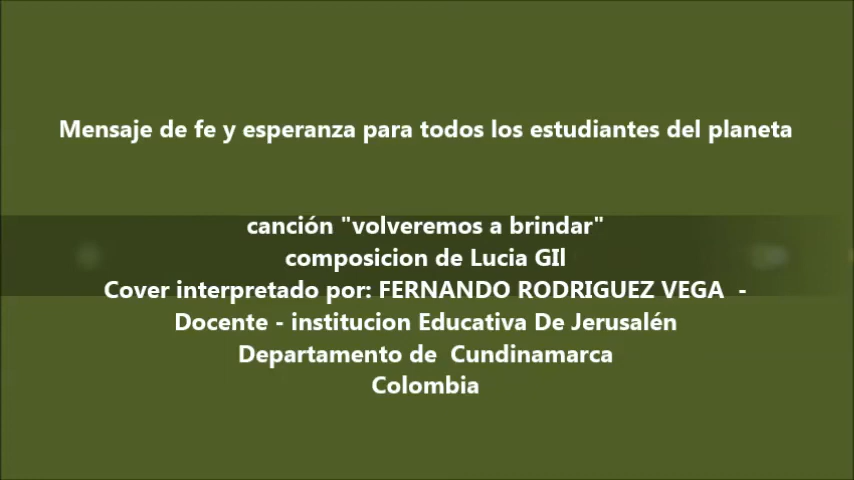 Mensaje de fe y esperanza para todos los estudiantes del planeta
canción "volveremos a brindar"
composicion de Lucia GIl
Cover interpretado por: FERNANDO RODRIGUEZ VEGA -
Docente - institucion Educativa De Jerusalén
Departamento de Cundinamarca
Colombia